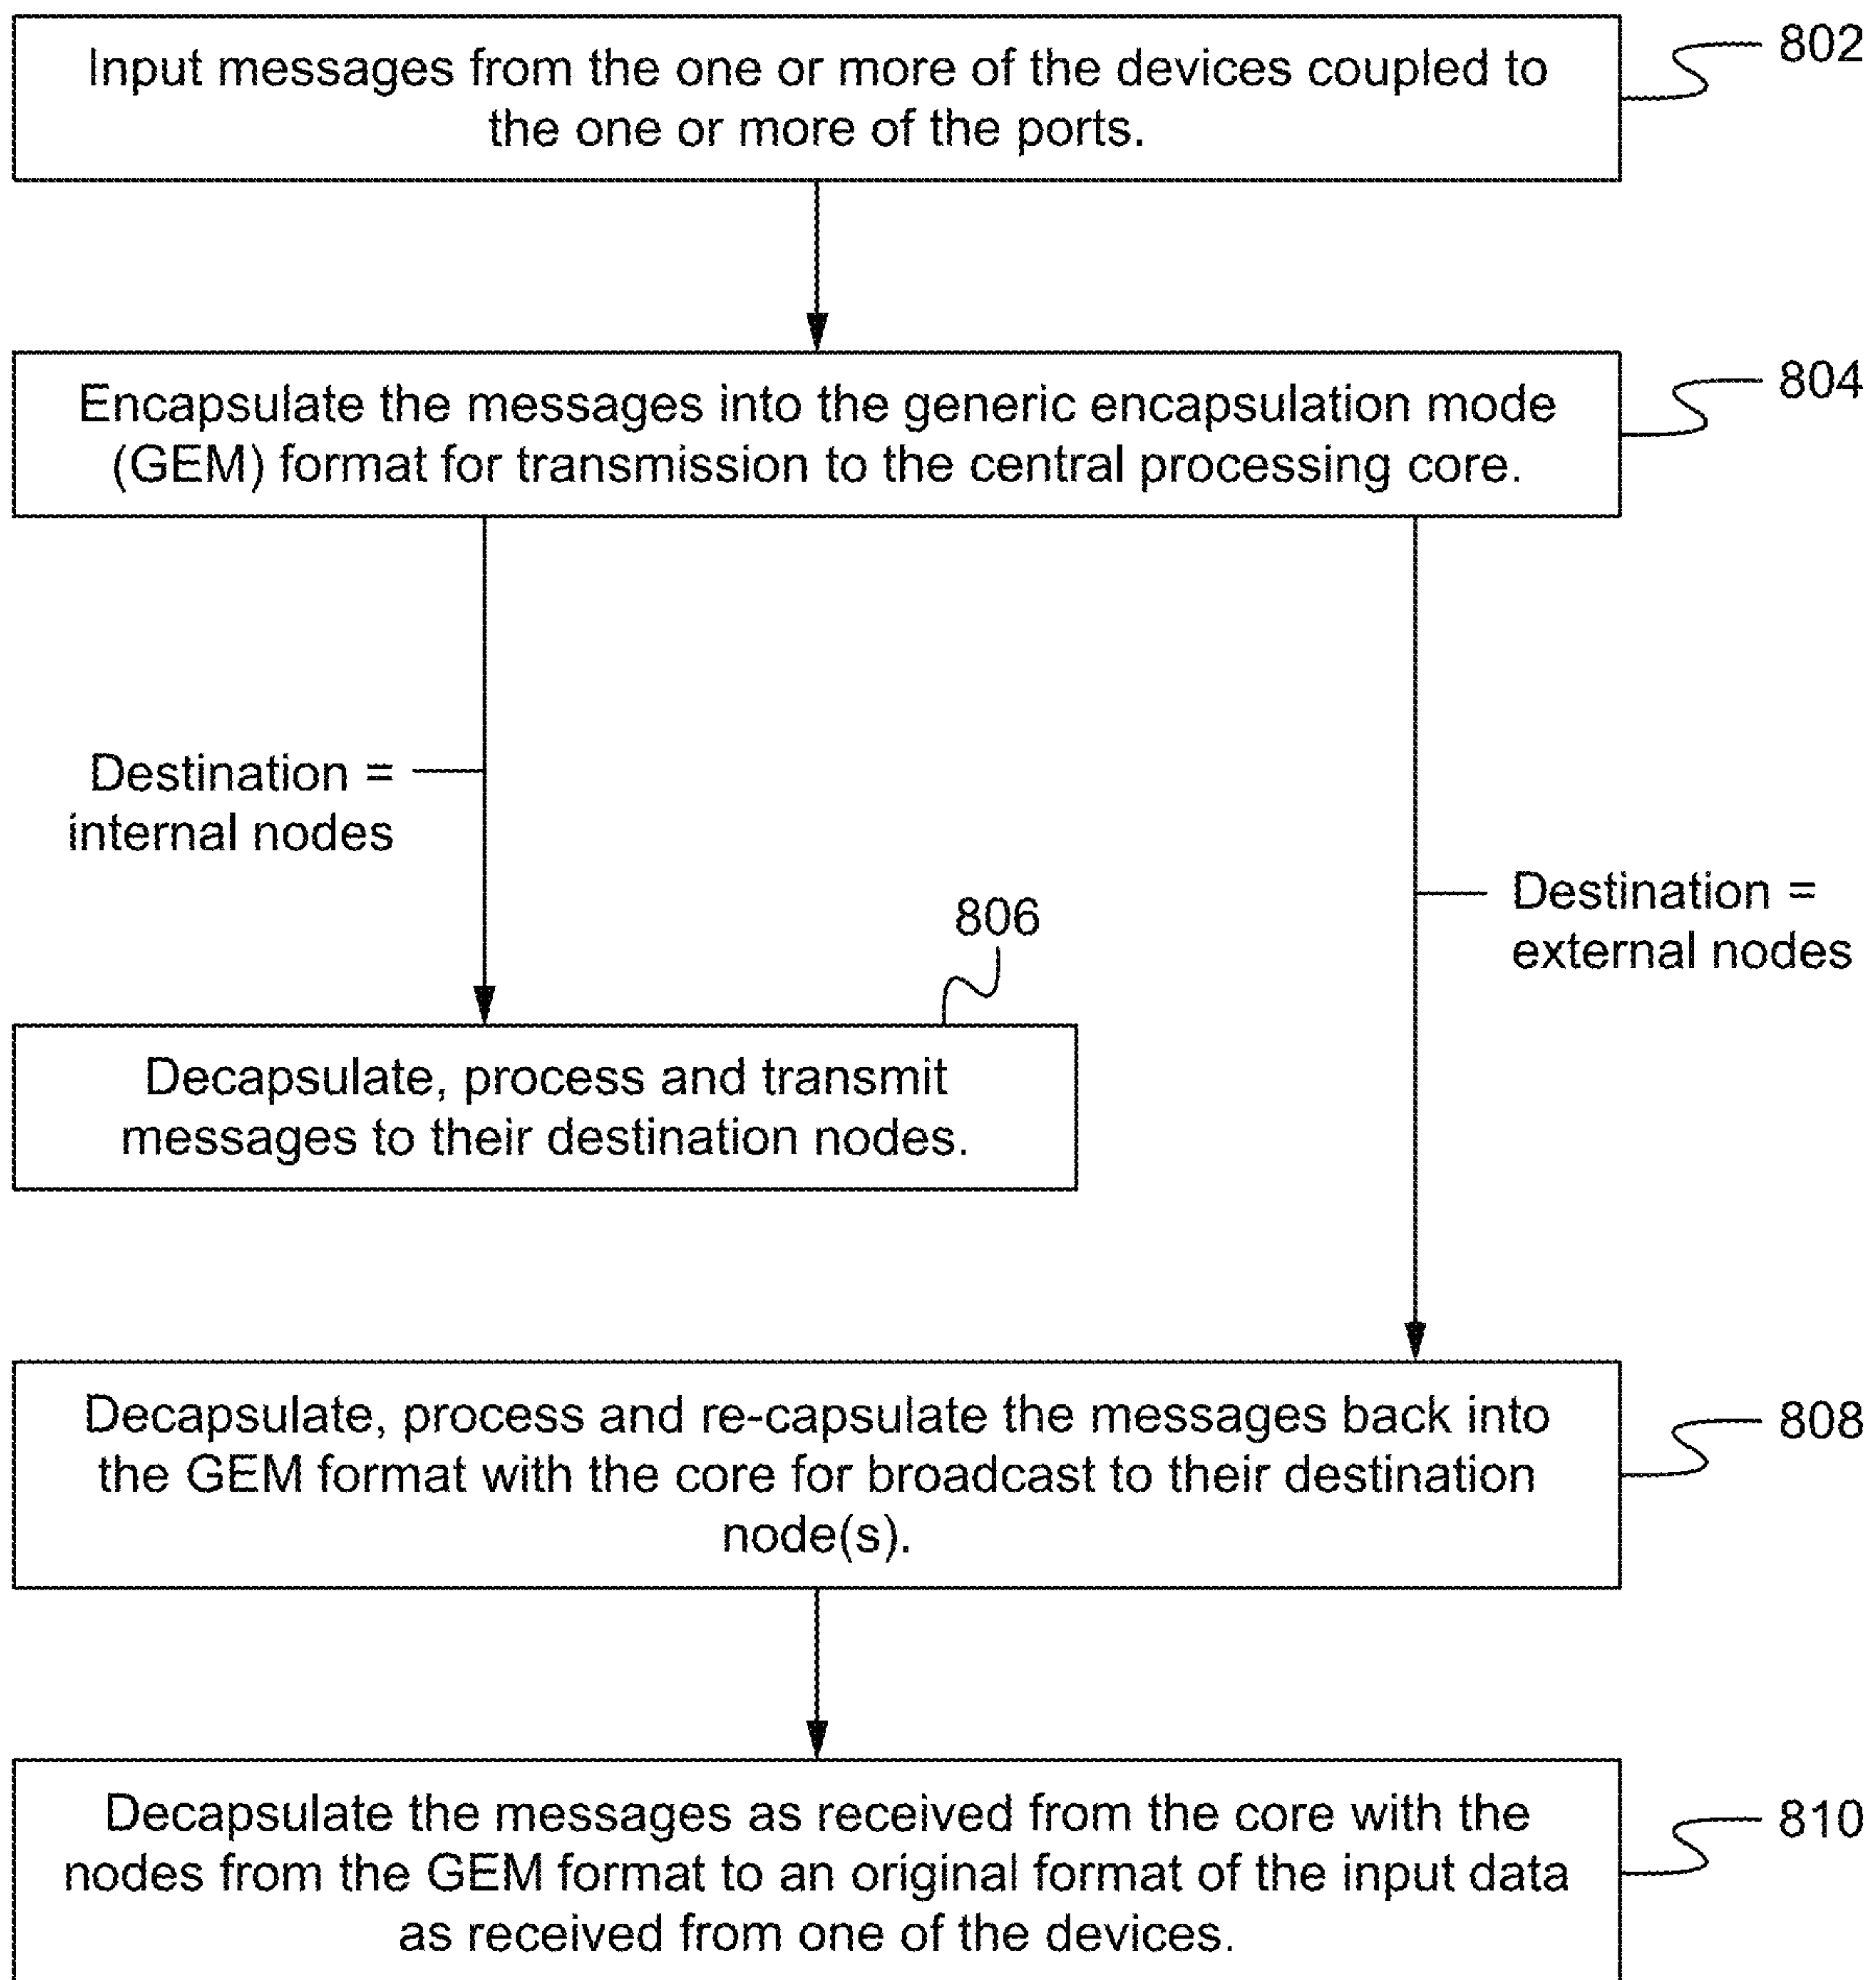 Input messages from the one or more of the devices coupled to
the one or more of the ports.
802
Encapsulate the messages into the generic encapsulation mode
(GEM) format for transmission to the central processing core.
804
Destination =
internal nodes
Destination =
external nodes
806
Decapsulate, process and transmit
messages to their destination nodes.
Decapsulate, process and re-capsulate the messages back into
the GEM format with the core for broadcast to their destination
node(s).
808
Decapsulate the messages as received from the core with the
nodes from the GEM format to an original format of the input data
as received from one of the devices.
810